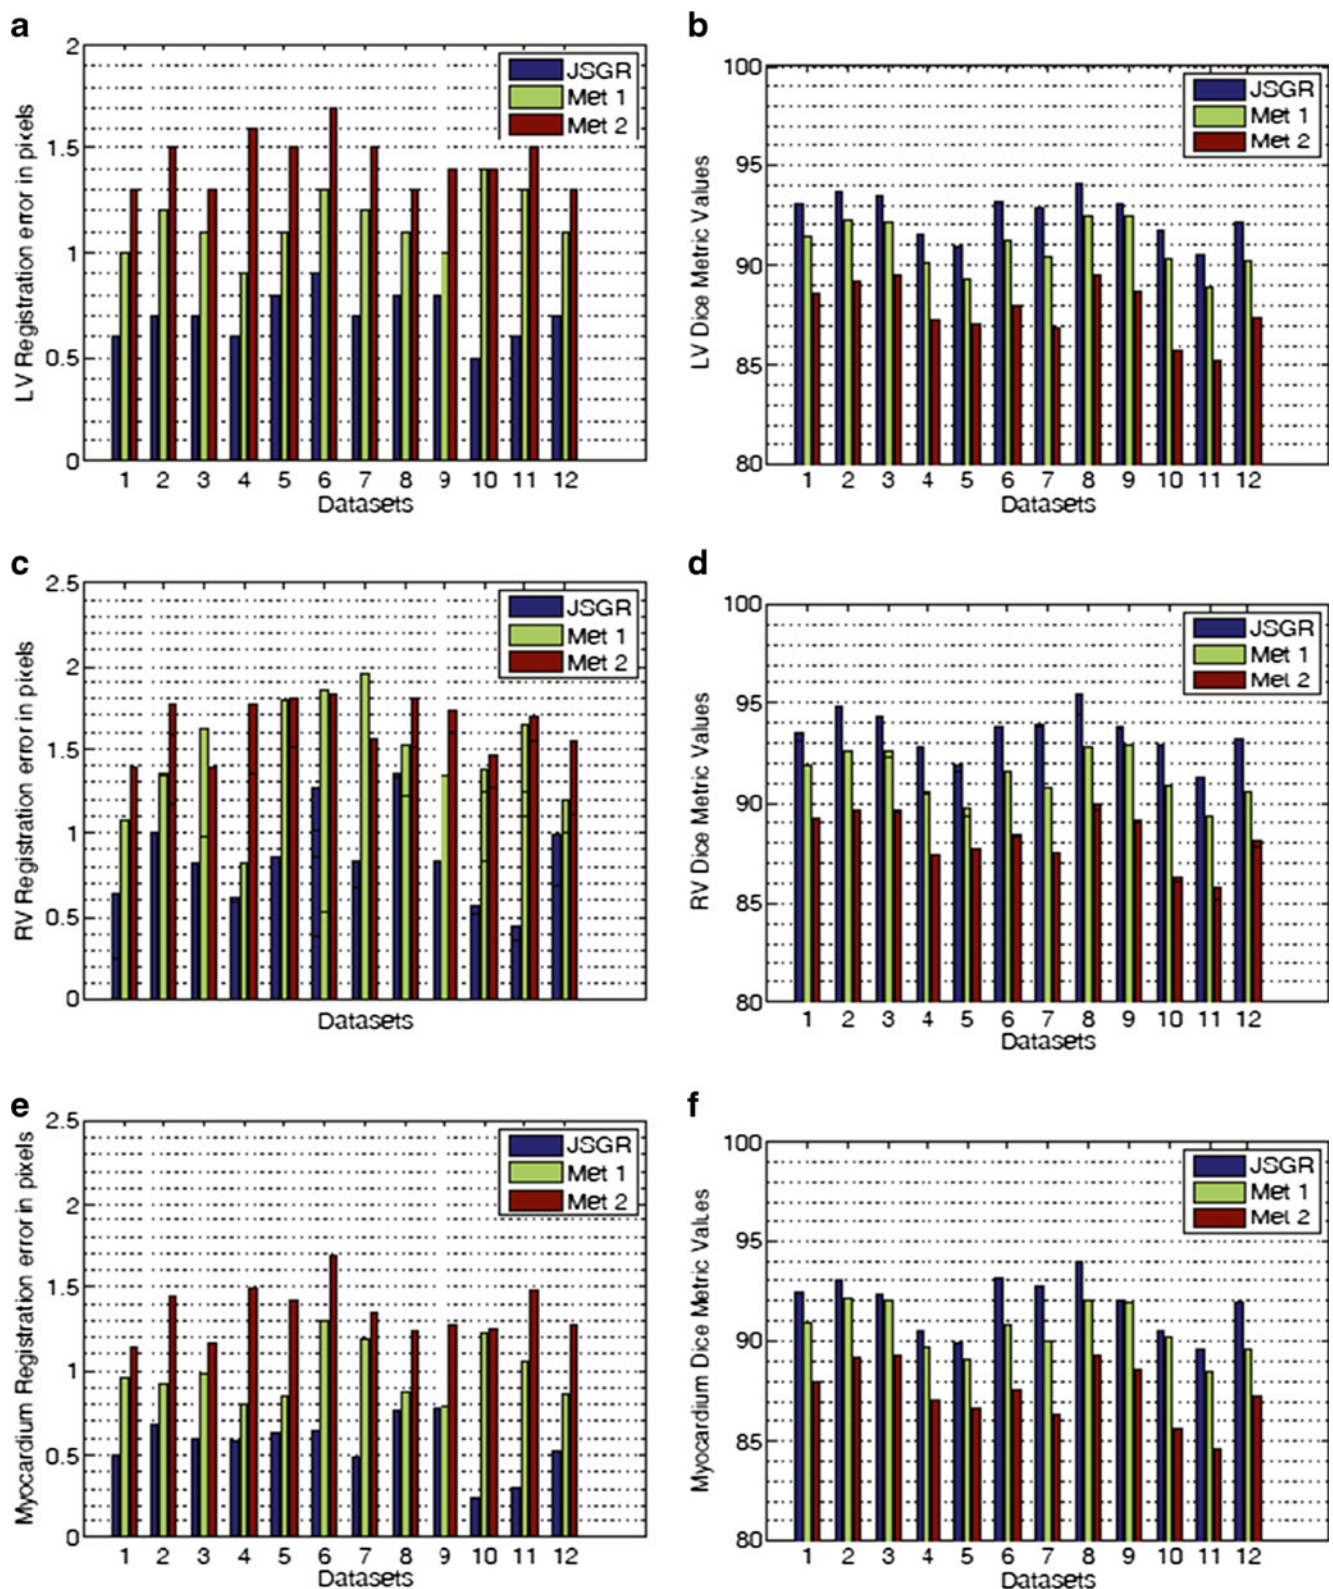 a
LV Registration error in pixels
2
1.5
1
0.5
0
JSGR
Met 1
Met 2
1 2 3 4 5 6 7 8 9 10 11 12
Datasets
b
LV Dice Metric Values
100
95
90
85
80
JSGR
Met 1
Met 2
1 2 3 4 5 6 7 8 9 10 11 12
Datasets
c
RV Registration error in pixels
2.5
2
1.5
1
0.5
0
JSGR
Met 1
Met 2
Datasets
d
RV Dice Metric Values
100
95
90
85
80
JSGR
Met 1
Met 2
1 2 3 4 5 6 7 8 9 10 11 12
Datasets
e
Myocardium Registration error in pixels
2.5
2
1.5
1
0.5
0
JSGR
Met 1
Met 2
1 2 3 4 5 6 7 8 9 10 11 12
Datasets
f
Myocardium Dice Metric Values
100
95
90
85
80
JSGR
Met 1
Met 2
1 2 3 4 5 6 7 8 9 10 11 12
Datasets